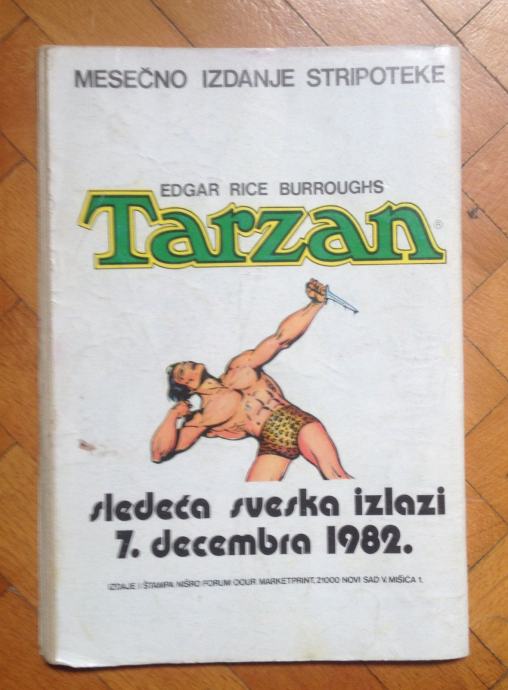 MESEČNO IZDANJE STRIPOTEKE
EDGAR RICE BURROUGHS
Tarzan®
sledeća sveska izlazi
7. decembra 1982.
IZDAJE I ŠTAMPA NIŠRO FORUM OOUR MARKETPRINT, 21000 NOVI SAD V. MIŠIĆA 1.